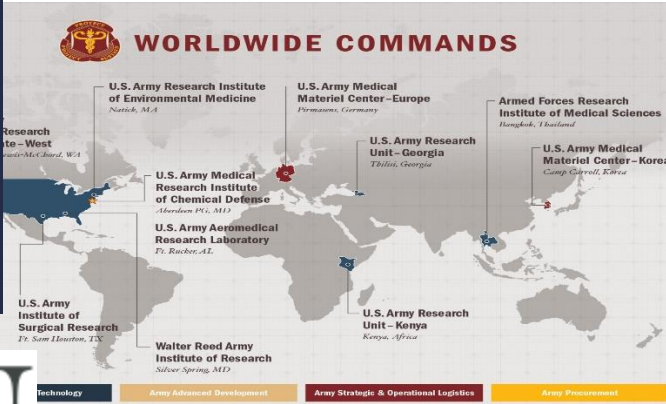 WORLDWIDE COMMANDS
U.S. Army Research Institute
of Environmental Medicine
Natick, MA
U.S. Army Medical
Materiel Center–Europe
Pirmasens, Germany
Armed Forces Research
Institute of Medical Sciences
Bangkok, Thailand
Research
West
McChord, WA
U.S. Army Research
Unit–Georgia
Tbilisi, Georgia
U.S. Army Medical
Materiel Center–Korea
Camp Carroll, Korea
U.S. Army Medical
Research Institute
of Chemical Defense
Aberdeen PG, MD
U.S. Army Aeromedical
Research Laboratory
Ft. Rucker, AL
U.S. Army
Institute of
Surgical Research
Ft. Sam Houston, TX
U.S. Army Research
Unit–Kenya
Kenya, Africa
Walter Reed Army
Institute of Research
Silver Spring, MD
Technology
Army Advanced Development
Army Strategic & Operational Logistics
Army Procurement